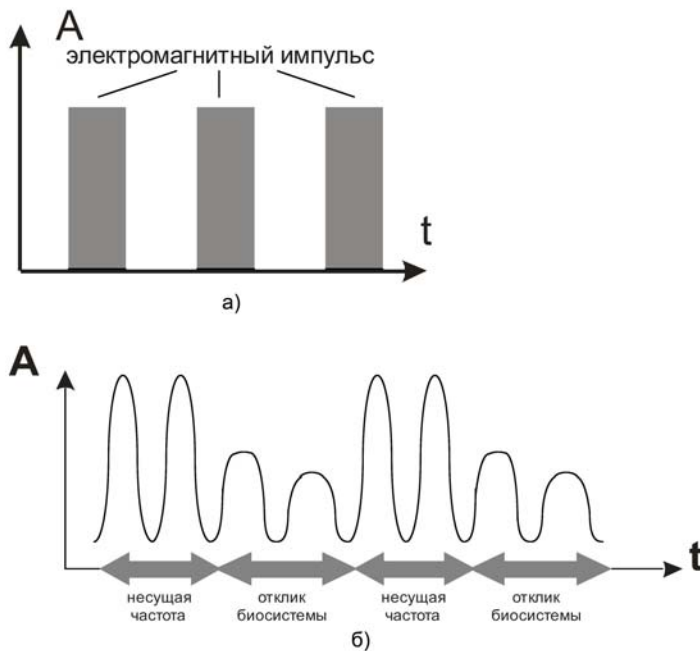 А
электромагнитный импульс
t
а)
А
t
несущая
частота
отклик
биосистемы
несущая
частота
отклик
биосистемы
б)